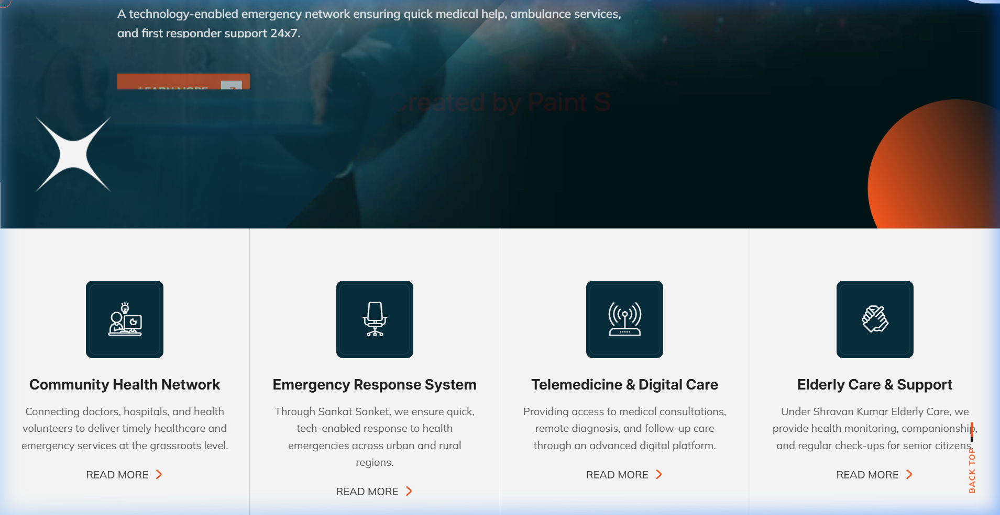 A technology-enabled emergency network ensuring quick medical help, ambulance services,
and first responder support 24x7.
LEARN MORE
Created by Paint S
Community Health Network
Connecting doctors, hospitals, and health
volunteers to deliver timely healthcare and
emergency services at the grassroots level.
READ MORE
Emergency Response System
Through Sankat Sanket, we ensure quick,
tech-enabled response to health
emergencies across urban and rural
regions.
READ MORE
Telemedicine & Digital Care
Providing access to medical consultations,
remote diagnosis, and follow-up care
through an advanced digital platform.
READ MORE
Elderly Care & Support
Under Shravan Kumar Elderly Care, we
provide health monitoring, companionship,
and regular check-ups for senior citizens.
READ MORE
BACK TOP